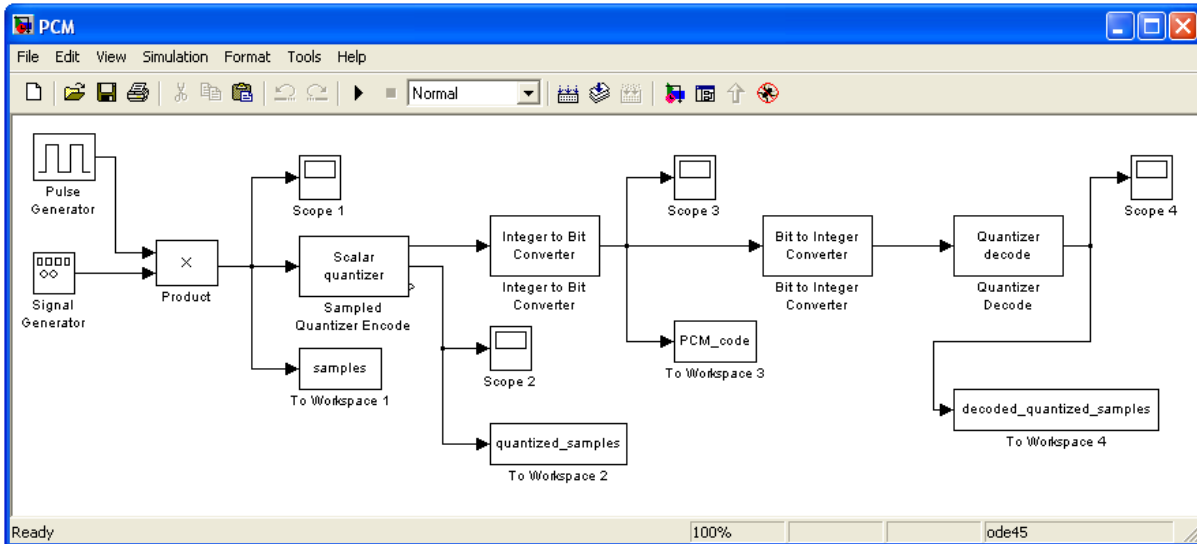 PCM
File Edit View Simulation Format Tools Help
Normal
Pulse
Generator
Signal
Generator
×
Product
Scope 1
Scalar
quantizer
Sampled
Quantizer Encode
samples
To Workspace 1
Integer to Bit
Converter
Integer to Bit
Converter
Scope 2
quantized_samples
To Workspace 2
Scope 3
PCM_code
To Workspace 3
Bit to Integer
Converter
Bit to Integer
Converter
Quantizer
decode
Quantizer
Decode
Scope 4
decoded_quantized_samples
To Workspace 4
Ready 100% ode45